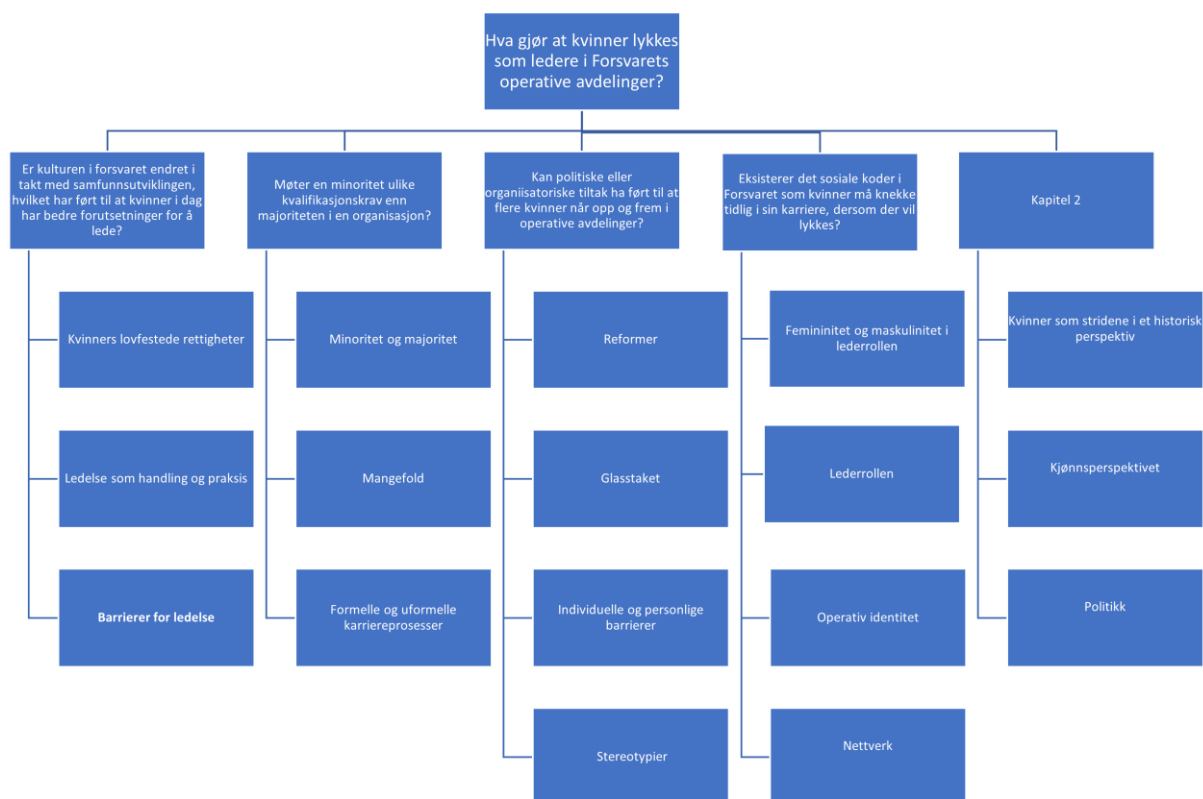 Hva gjør at kvinner lykkes
som ledere i Forsvarets
operative avdelinger?
Er kulturen i forsvaret endret i
takt med samfunnsutviklingen,
hvilket har ført til at kvinner i dag
har bedre forutsetninger for å
lede?
Møter en minoritet ulike
kvalifikasjonskrav enn
majoriteten i en organisasjon?
Kan politiske eller
organiisatoriske tiltak ha ført til at
flere kvinner når opp og frem i
operative avdelinger?
Eksisterer det sosiale koder i
Forsvaret som kvinner må knekke
tidlig i sin karriere, dersom der vil
lykkes?
Kapitel 2
Kvinners lovfestede rettigheter
Ledelse som handling og praksis
Barrierer for ledelse
Minoritet og majoritet
Mangefold
Formelle og uformelle
karriereprosesser
Reformer
Glasstaket
Individuelle og personlige
barrierer
Stereotypier
Femininitet og maskulinitet i
lederrollen
Lederrollen
Operativ identitet
Nettverk
Kvinner som stridene i et historisk
perspektiv
Kjønnsperspektivet
Politikk